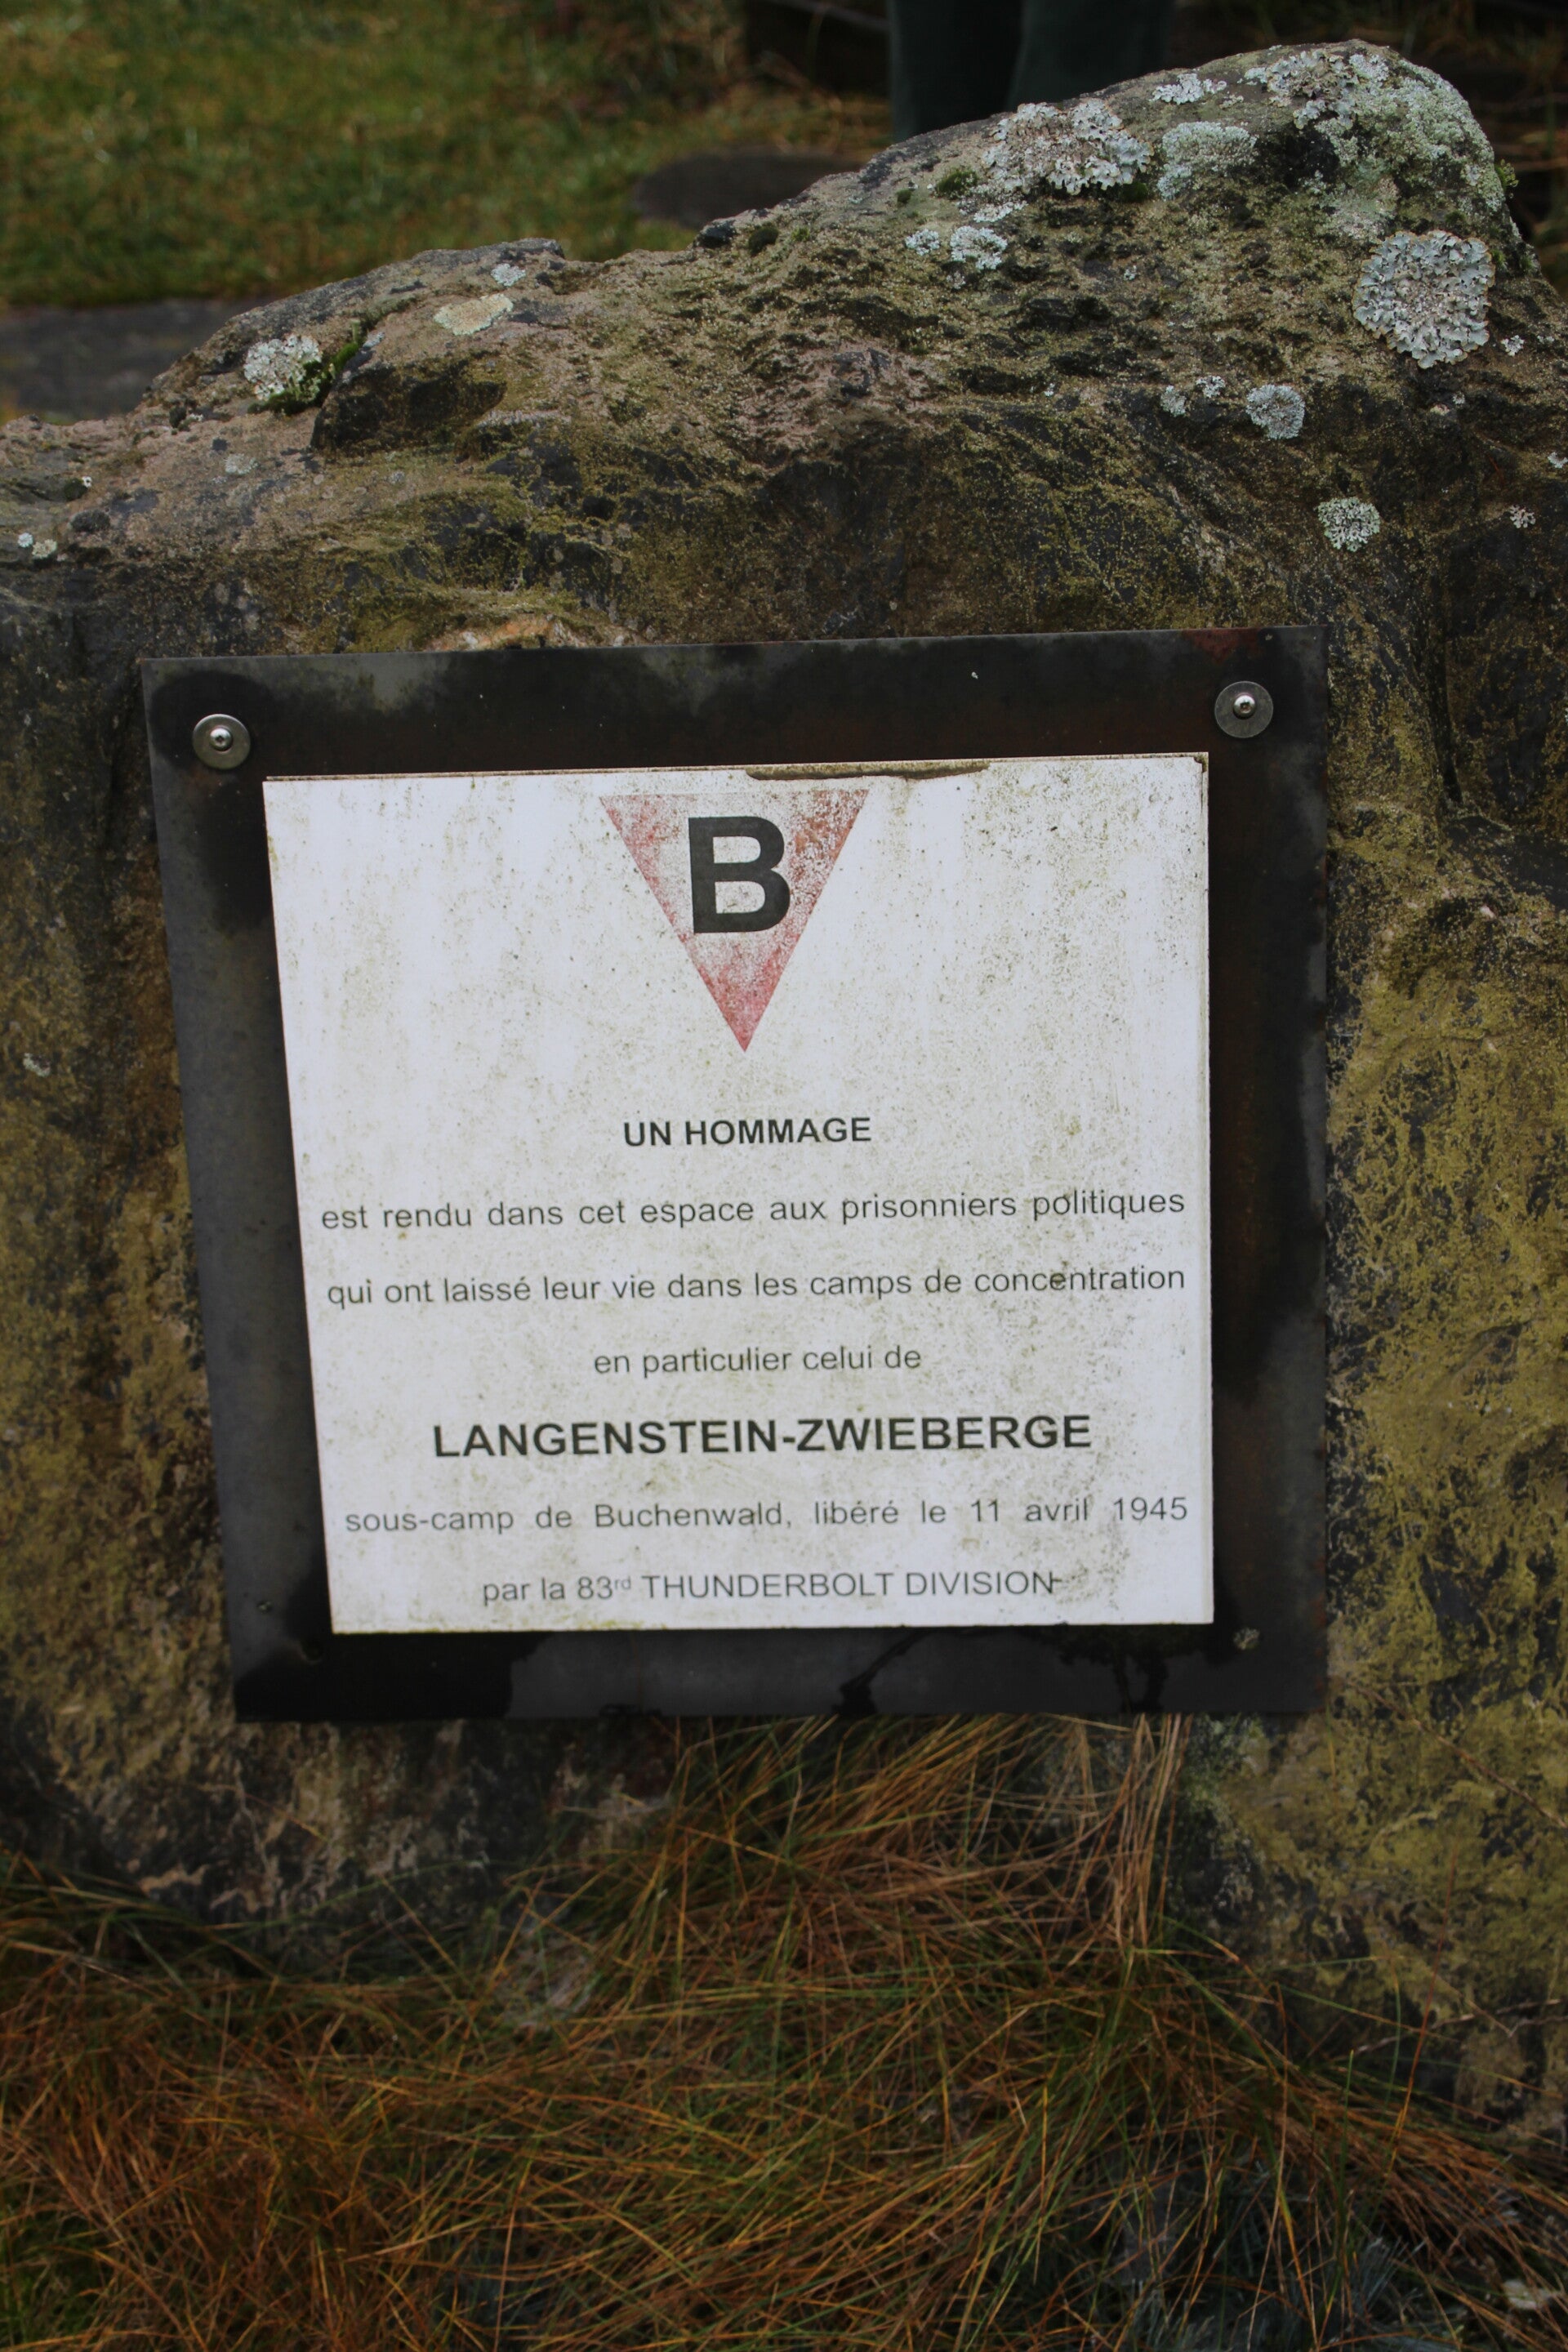 B
UN HOMMAGE
est rendu dans cet espace aux prisonniers politiques
qui ont laissé leur vie dans les camps de concentration
en particulier celui de
LANGENSTEIN-ZWIEBERGE
sous-camp de Buchenwald, libéré le 11 avril 1945
par la 83rd THUNDERBOLT DIVISION